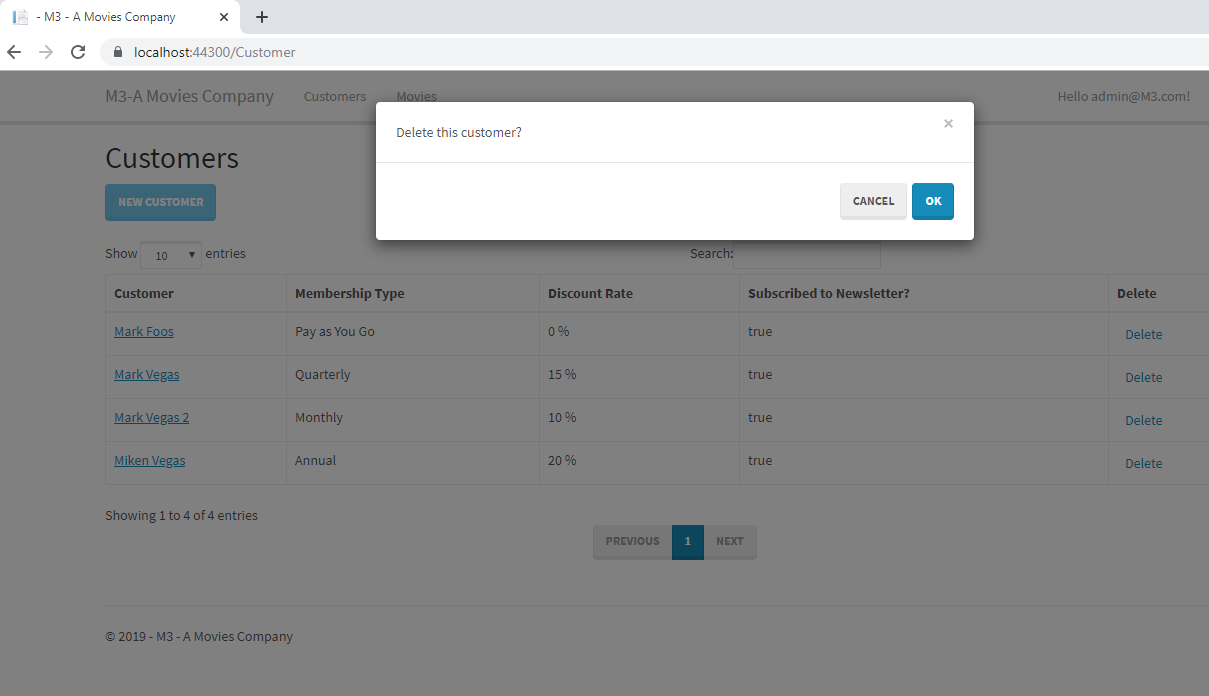 - M3 - A Movies Company
localhost:44300/Customer
M3-A Movies Company Customers Movies Hello admin@M3.com!
Delete this customer? ×
CANCEL OK
Customers
NEW CUSTOMER
Show 10 entries Search:
Customer Membership Type Discount Rate Subscribed to Newsletter? Delete
Mark Foos Pay as You Go 0 % true Delete
Mark Vegas Quarterly 15 % true Delete
Mark Vegas 2 Monthly 10 % true Delete
Miken Vegas Annual 20 % true Delete
Showing 1 to 4 of 4 entries
PREVIOUS 1 NEXT
© 2019 - M3 - A Movies Company